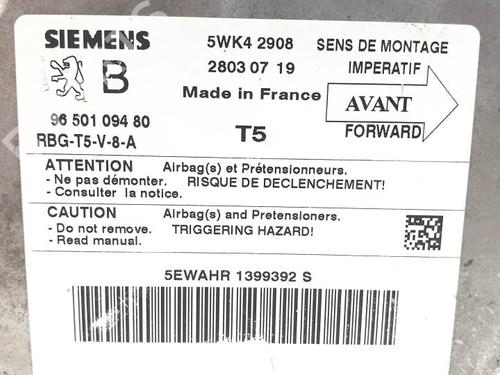 SIEMENS
5WK4 2908
SENS DE MONTAGE
B
2803 07 19
IMPERATIF
Made in France
AVANT
96 501 094 80
RBG-T5-V-8-A
T5
FORWARD
ATTENTION Airbag(s) et Prétensionneurs.
- Ne pas démonter. RISQUE DE DECLENCHEMENT!
- Consulter la notice.
CAUTION Airbag(s) and Pretensioners.
- Do not remove. TRIGGERING HAZARD!
- Read manual.
5EWAHR 1399392 S